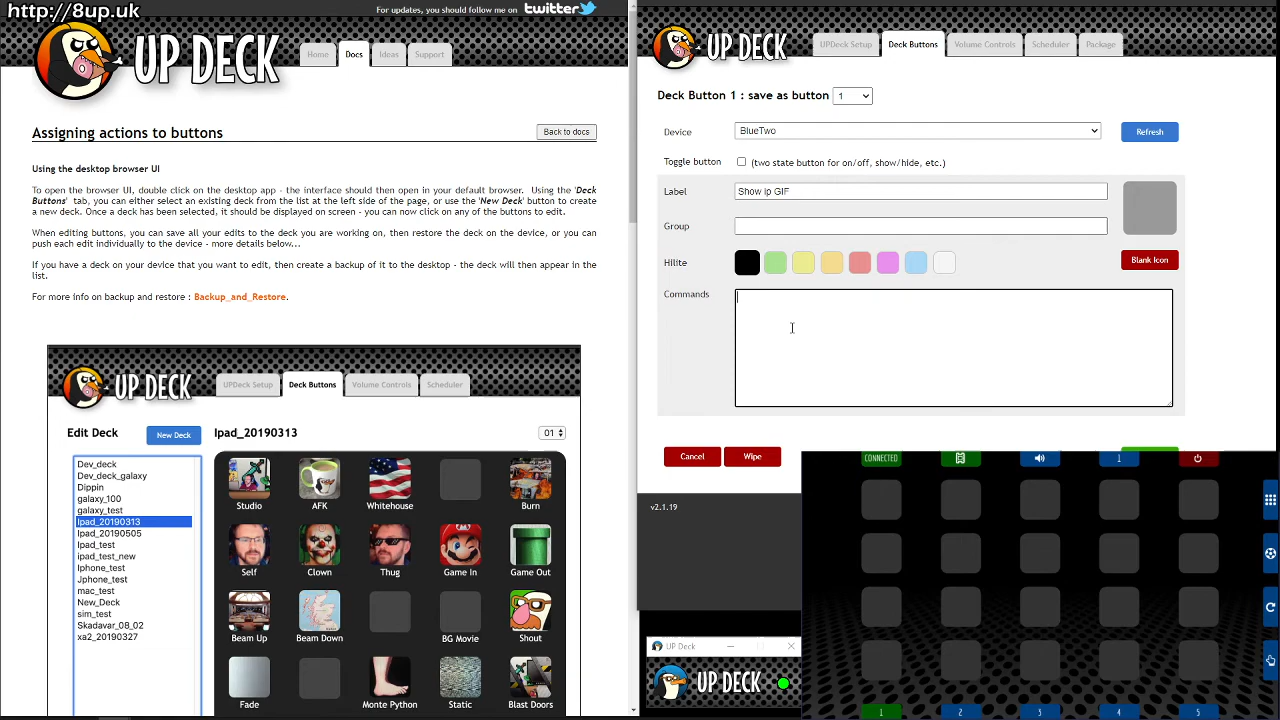 http://8up.uk
For updates, you should follow me on twitter
UP DECK
Home
Docs
Ideas
Support
Assigning actions to buttons
Back to docs
Using the desktop browser UI
To open the browser UI, double click on the desktop app - the interface should then open in your default browser. Using the 'Deck
Buttons' tab, you can either select an existing deck from the list at the left side of the page, or use the 'New Deck' button to create
a new deck. Once a deck has been selected, it should be displayed on screen - you can now click on any of the buttons to edit.
When editing buttons, you can save all your edits to the deck you are working on, then restore the deck on the device, or you can
push each edit individually to the device - more details below...
If you have a deck on your device that you want to edit, then create a backup of it to the desktop - the deck will then appear in the
list.
For more info on backup and restore : Backup_and_Restore.
UP DECK
UPDeck Setup
Deck Buttons
Volume Controls
Scheduler
Edit Deck
New Deck
Ipad_20190313
01
Dev_deck
Dev_deck_galaxy
Dippin
galaxy_100
galaxy_test
Ipad_20190313
Ipad_20190505
Ipad_test
ipad_test_new
Iphone_test
Jphone_test
mac_test
New_Deck
sim_test
Skadavar_08_02
xa2_20190327
Studio
AFK
Whitehouse
Burn
Self
Clown
Thug
Game In
Game Out
Beam Up
Beam Down
BG Movie
Shout
Fade
Monte Python
Static
Blast Doors
UP DECK
UPDeck Setup
Deck Buttons
Volume Controls
Scheduler
Package
Deck Button 1 : save as button 1
Device
BlueTwo
Refresh
Toggle button
(two state button for on/off, show/hide, etc.)
Label
Show ip GIF
Group
Hilite
Blank Icon
Commands
Cancel
Wipe
v2.1.19
UP Deck
UP DECK
CONNECTED
1
1
2
3
4
5